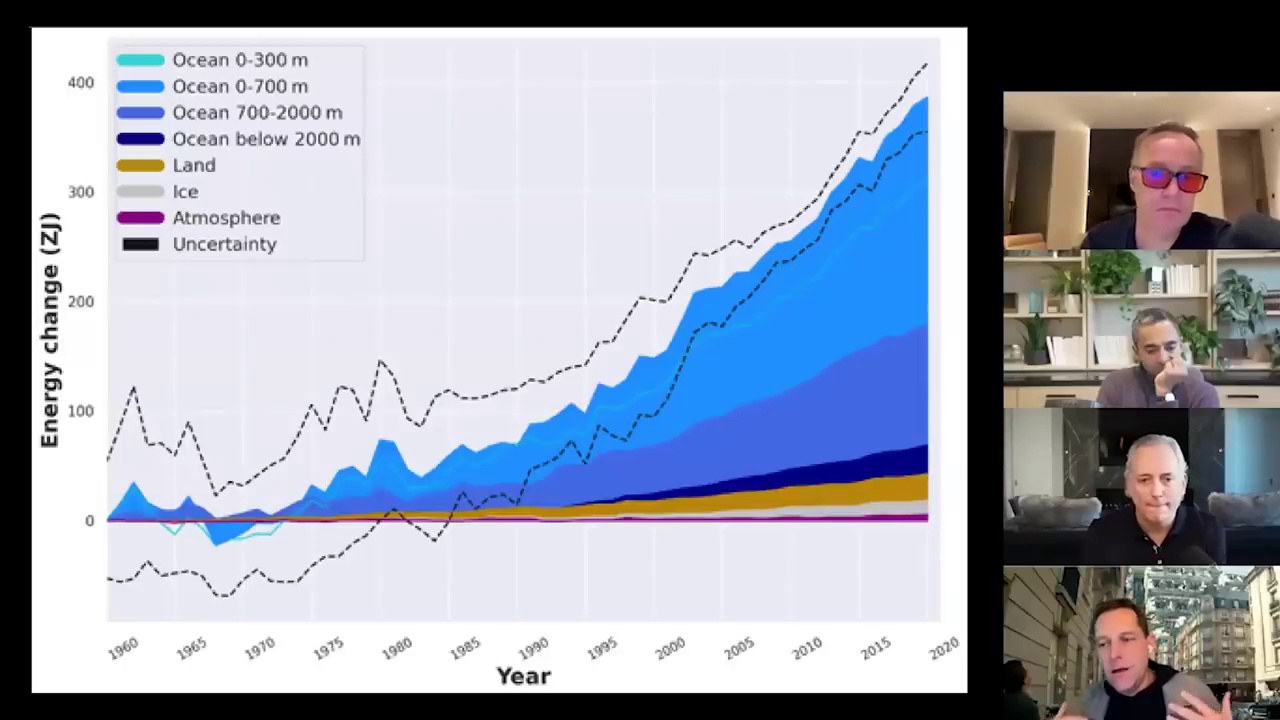 Ocean 0-300 m
Ocean 0-700 m
Ocean 700-2000 m
Ocean below 2000 m
Land
Ice
Atmosphere
Uncertainty
Energy change (ZJ)
400
300
200
100
0
1960 1965 1970 1975 1980 1985 1990 1995 2000 2005 2010 2015 2020
Year